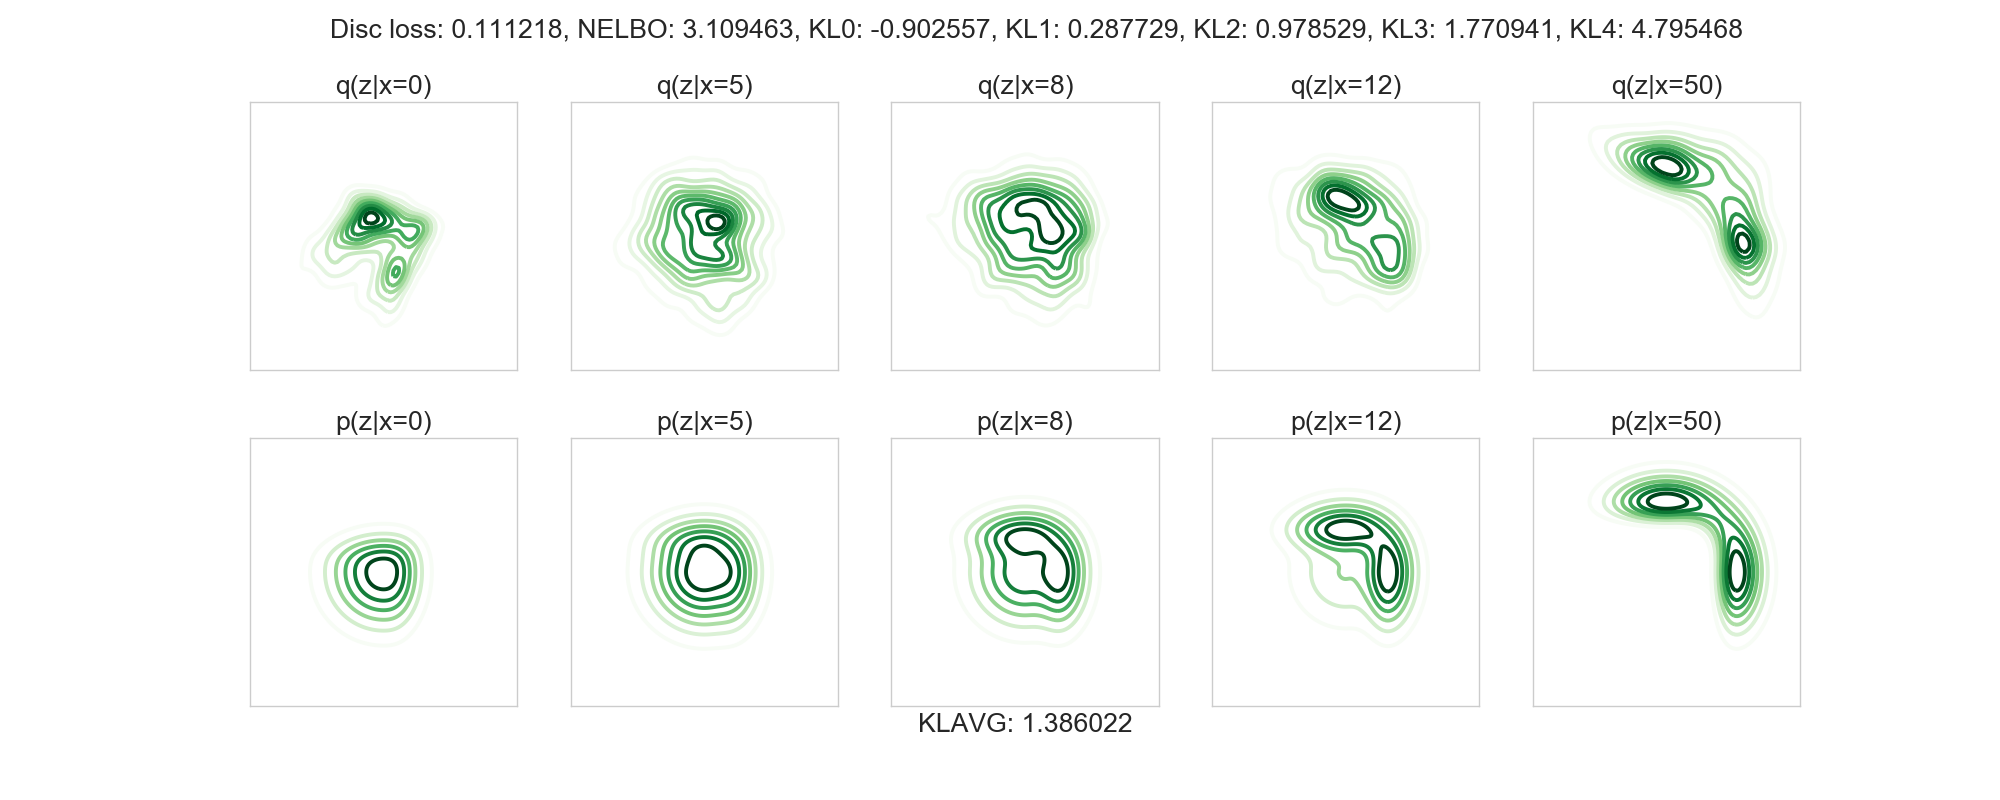 Disc loss: 0.111218, NELBO: 3.109463, KL0: -0.902557, KL1: 0.287729, KL2: 0.978529, KL3: 1.770941, KL4: 4.795468
q(z|x=0) q(z|x=5) q(z|x=8) q(z|x=12) q(z|x=50)
p(z|x=0) p(z|x=5) p(z|x=8) p(z|x=12) p(z|x=50)
KLAVG: 1.386022